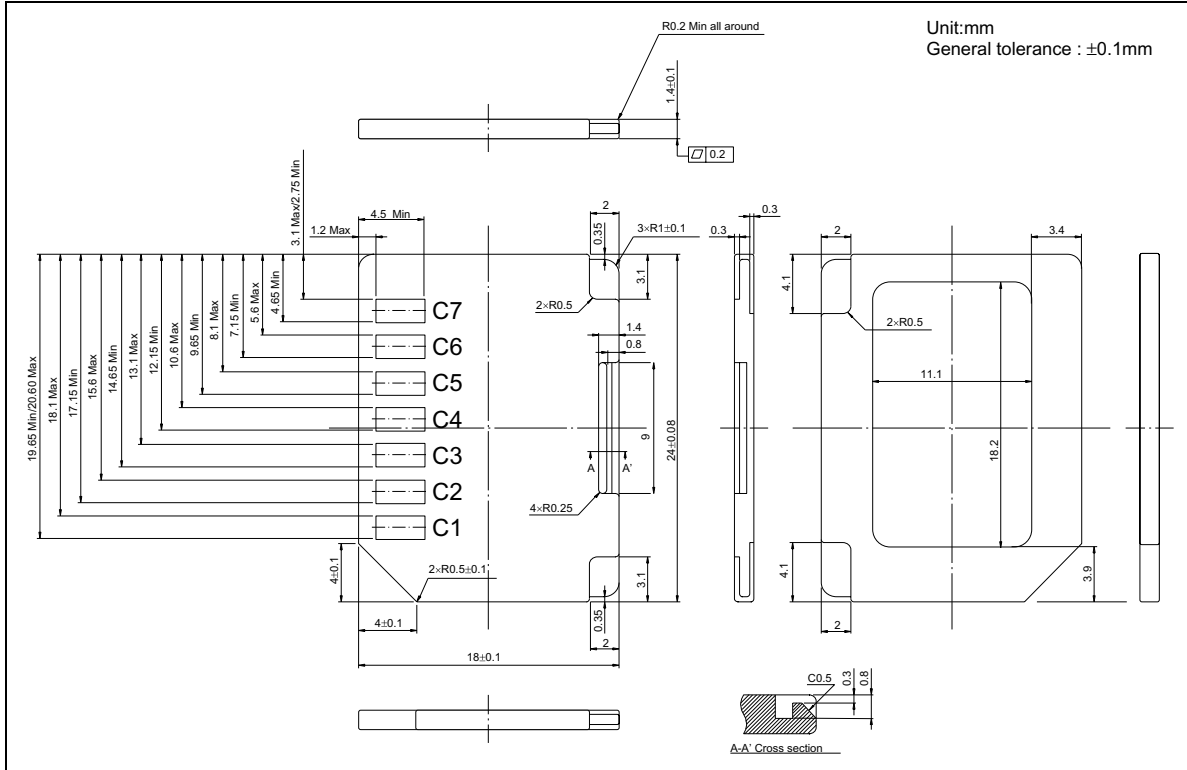 R0.2 Min all around
Unit:mm
General tolerance : ±0.1mm
1.4±0.1
0.2
3.1 Max/2.75 Min
4.5 Min
1.2 Max
2
0.35
3×R1±0.1
3.1
0.3
0.3
2
3.4
4.1
2×R0.5
2×R0.5
19.65 Min/20.60 Max
18.1 Max
17.15 Min
15.6 Max
14.65 Min
13.1 Max
12.15 Min
10.6 Max
9.65 Min
8.1 Max
7.15 Min
5.6 Max
4.65 Min
C7
C6
C5
C4
C3
C2
C1
1.4
0.8
9
24±0.08
A A'
4×R0.25
11.1
18.2
4±0.1
2×R0.5±0.1
3.1
4.1
3.9
4±0.1
0.35
2
2
18±0.1
C0.5
0.3
0.8
A-A' Cross section